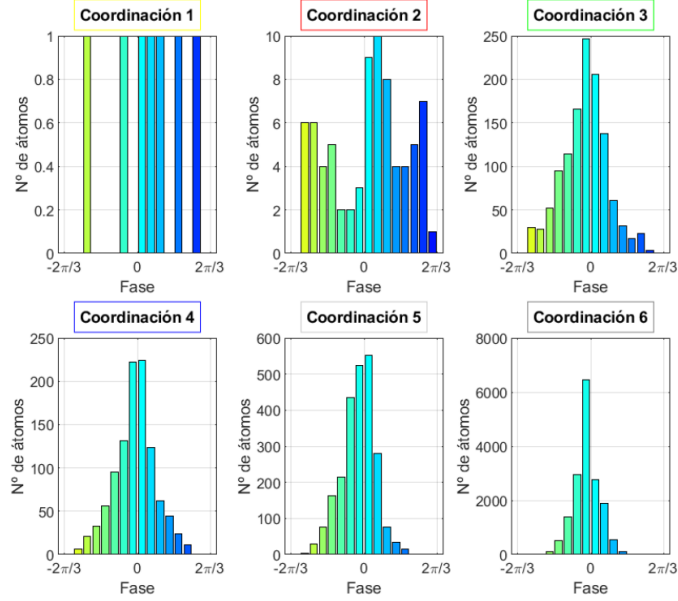 Coordinación 1
1
0.8
0.6
0.4
0.2
0
Nº de átomos
-2π/3 0 2π/3
Fase
Coordinación 2
10
8
6
4
2
0
Nº de átomos
-2π/3 0 2π/3
Fase
Coordinación 3
250
200
150
100
50
0
Nº de átomos
-2π/3 0 2π/3
Fase
Coordinación 4
250
200
150
100
50
0
Nº de átomos
-2π/3 0 2π/3
Fase
Coordinación 5
600
500
400
300
200
100
0
Nº de átomos
-2π/3 0 2π/3
Fase
Coordinación 6
8000
6000
4000
2000
0
Nº de átomos
-2π/3 0 2π/3
Fase